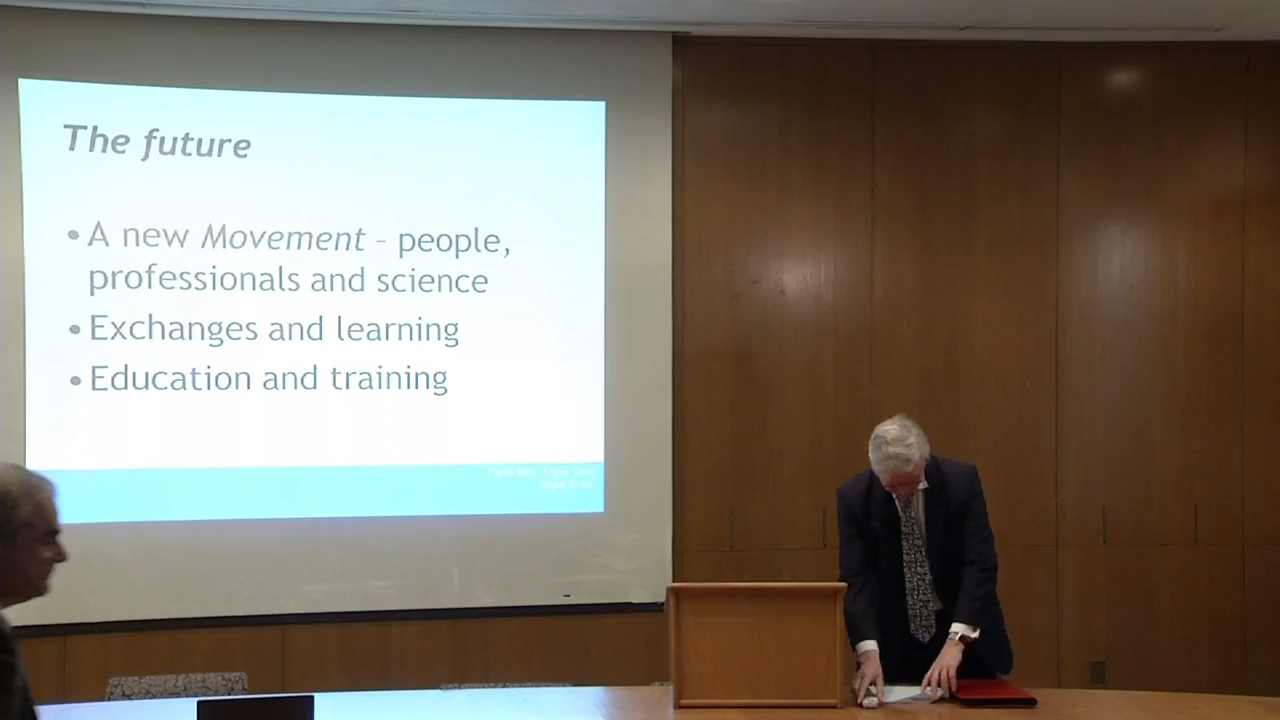 The future
• A new Movement – people,
professionals and science
• Exchanges and learning
• Education and training